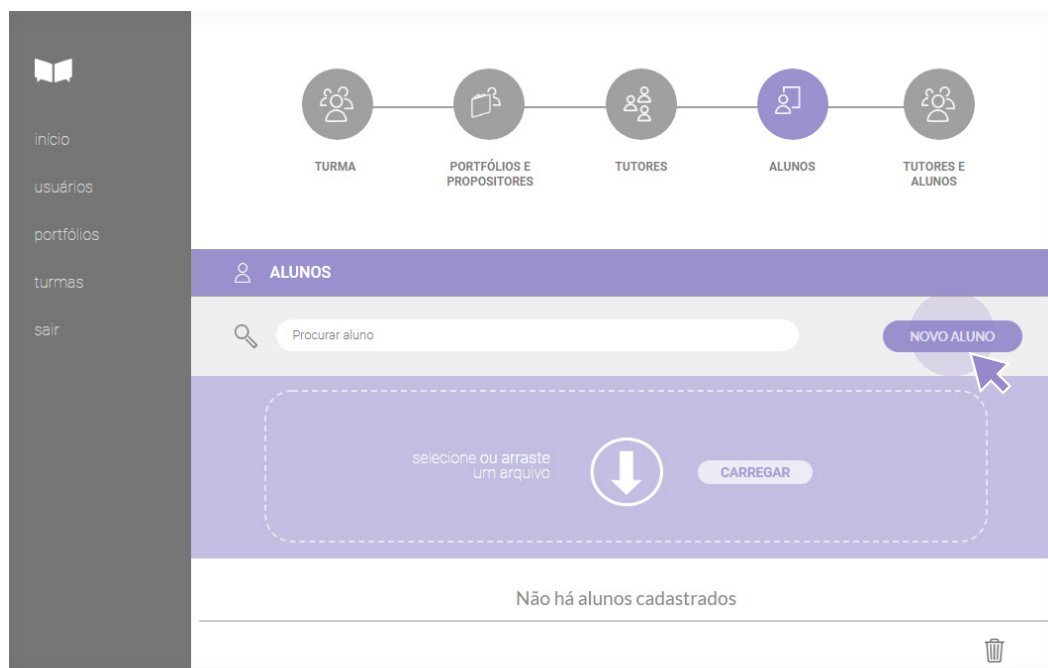 início
usuários
portfólios
turmas
sair
TURMA
PORTFÓLIOS E
PROPOSITORES
TUTORES
ALUNOS
TUTORES E
ALUNOS
ALUNOS
Procurar aluno
NOVO ALUNO
selecione ou arraste
um arquivo
CARREGAR
Não há alunos cadastrados